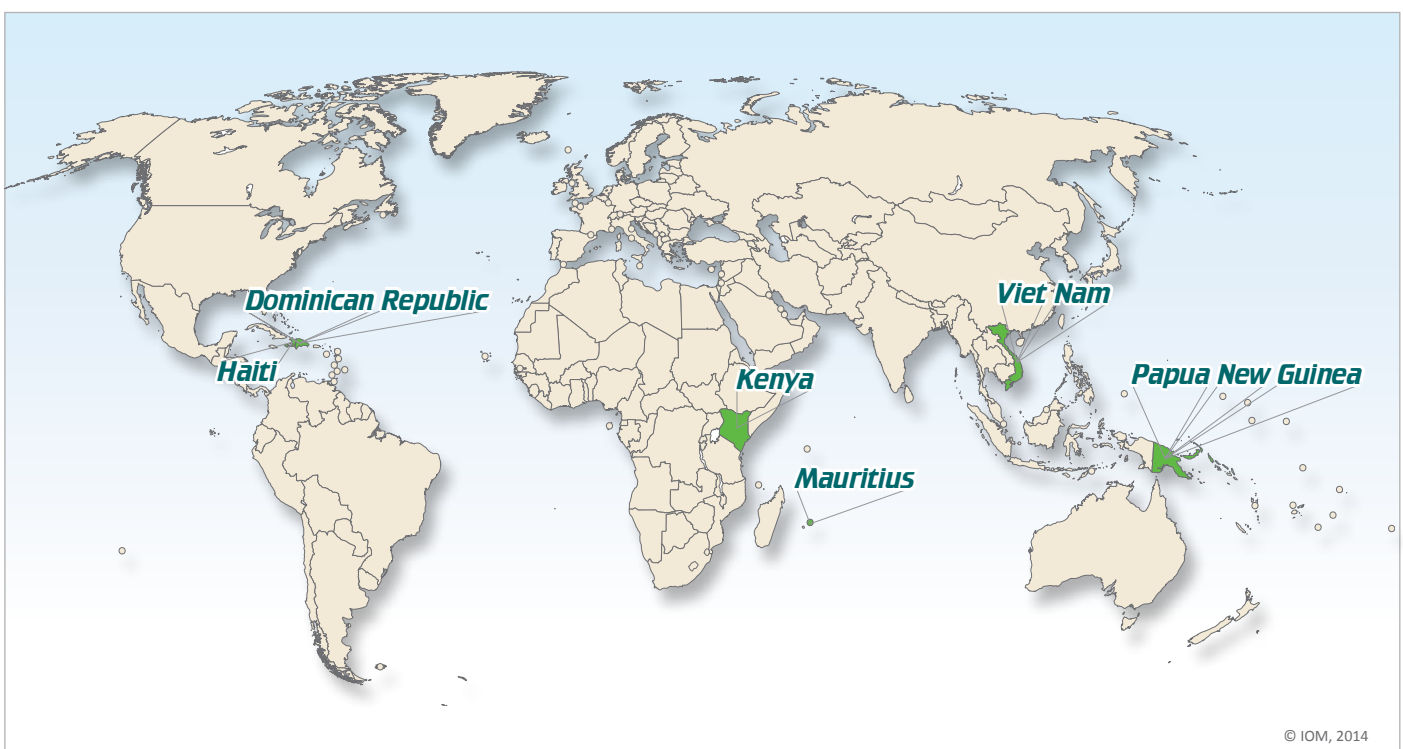 Dominican Republic
Viet Nam
Haiti
Kenya
Papua New Guinea
Mauritius
© IOM, 2014